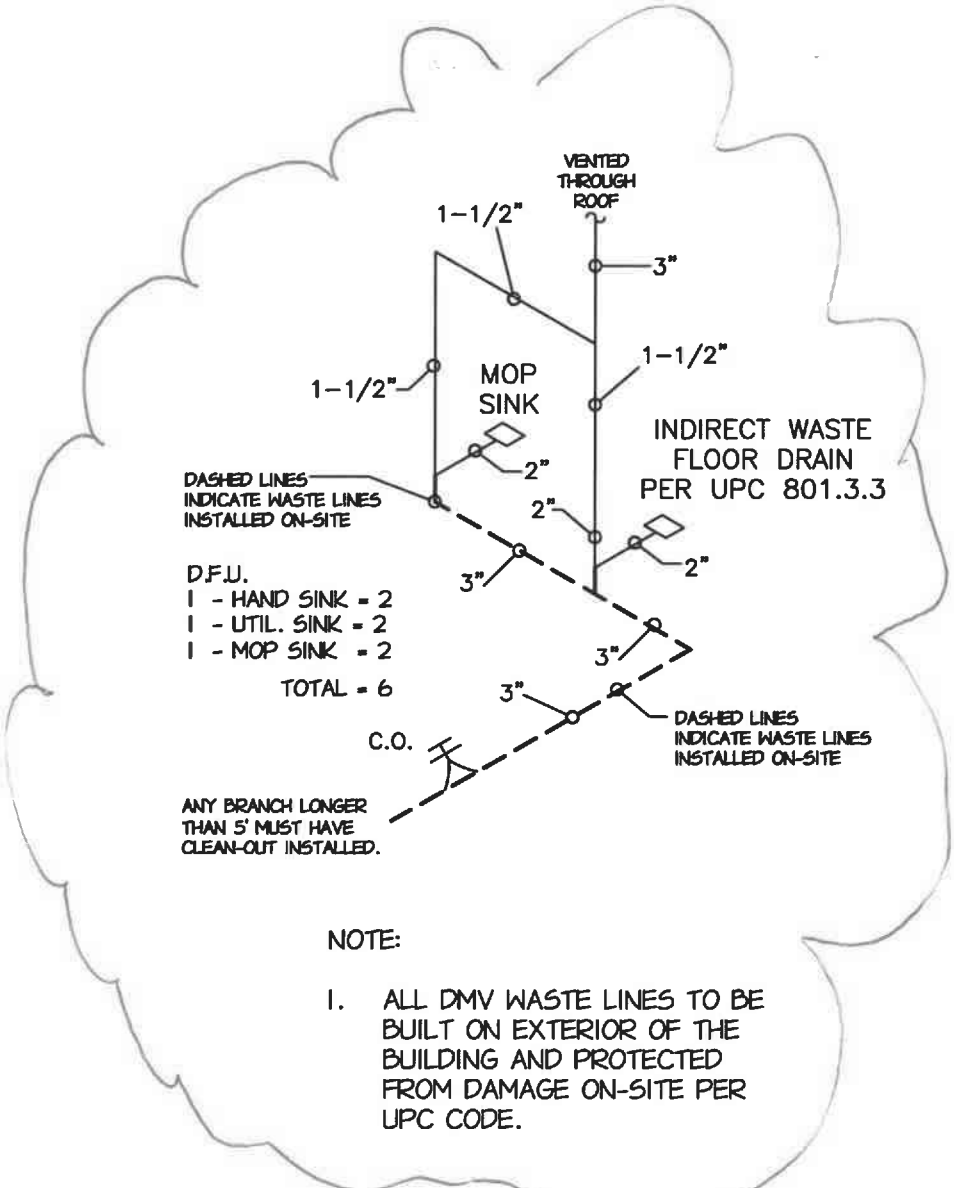 VENTED
THROUGH
ROOF
1-1/2"
3"
1-1/2"
1-1/2"
MOP
SINK
INDIRECT WASTE
FLOOR DRAIN
PER UPC 801.3.3
2"
DASHED LINES
INDICATE WASTE LINES
INSTALLED ON-SITE
2"
2"
3"
D.F.U.
1 - HAND SINK = 2
1 - UTIL. SINK = 2
1 - MOP SINK = 2
TOTAL = 6
3"
3"
DASHED LINES
INDICATE WASTE LINES
INSTALLED ON-SITE
C.O.
ANY BRANCH LONGER
THAN 5' MUST HAVE
CLEAN-OUT INSTALLED.
NOTE:
1. ALL DMV WASTE LINES TO BE
BUILT ON EXTERIOR OF THE
BUILDING AND PROTECTED
FROM DAMAGE ON-SITE PER
UPC CODE.